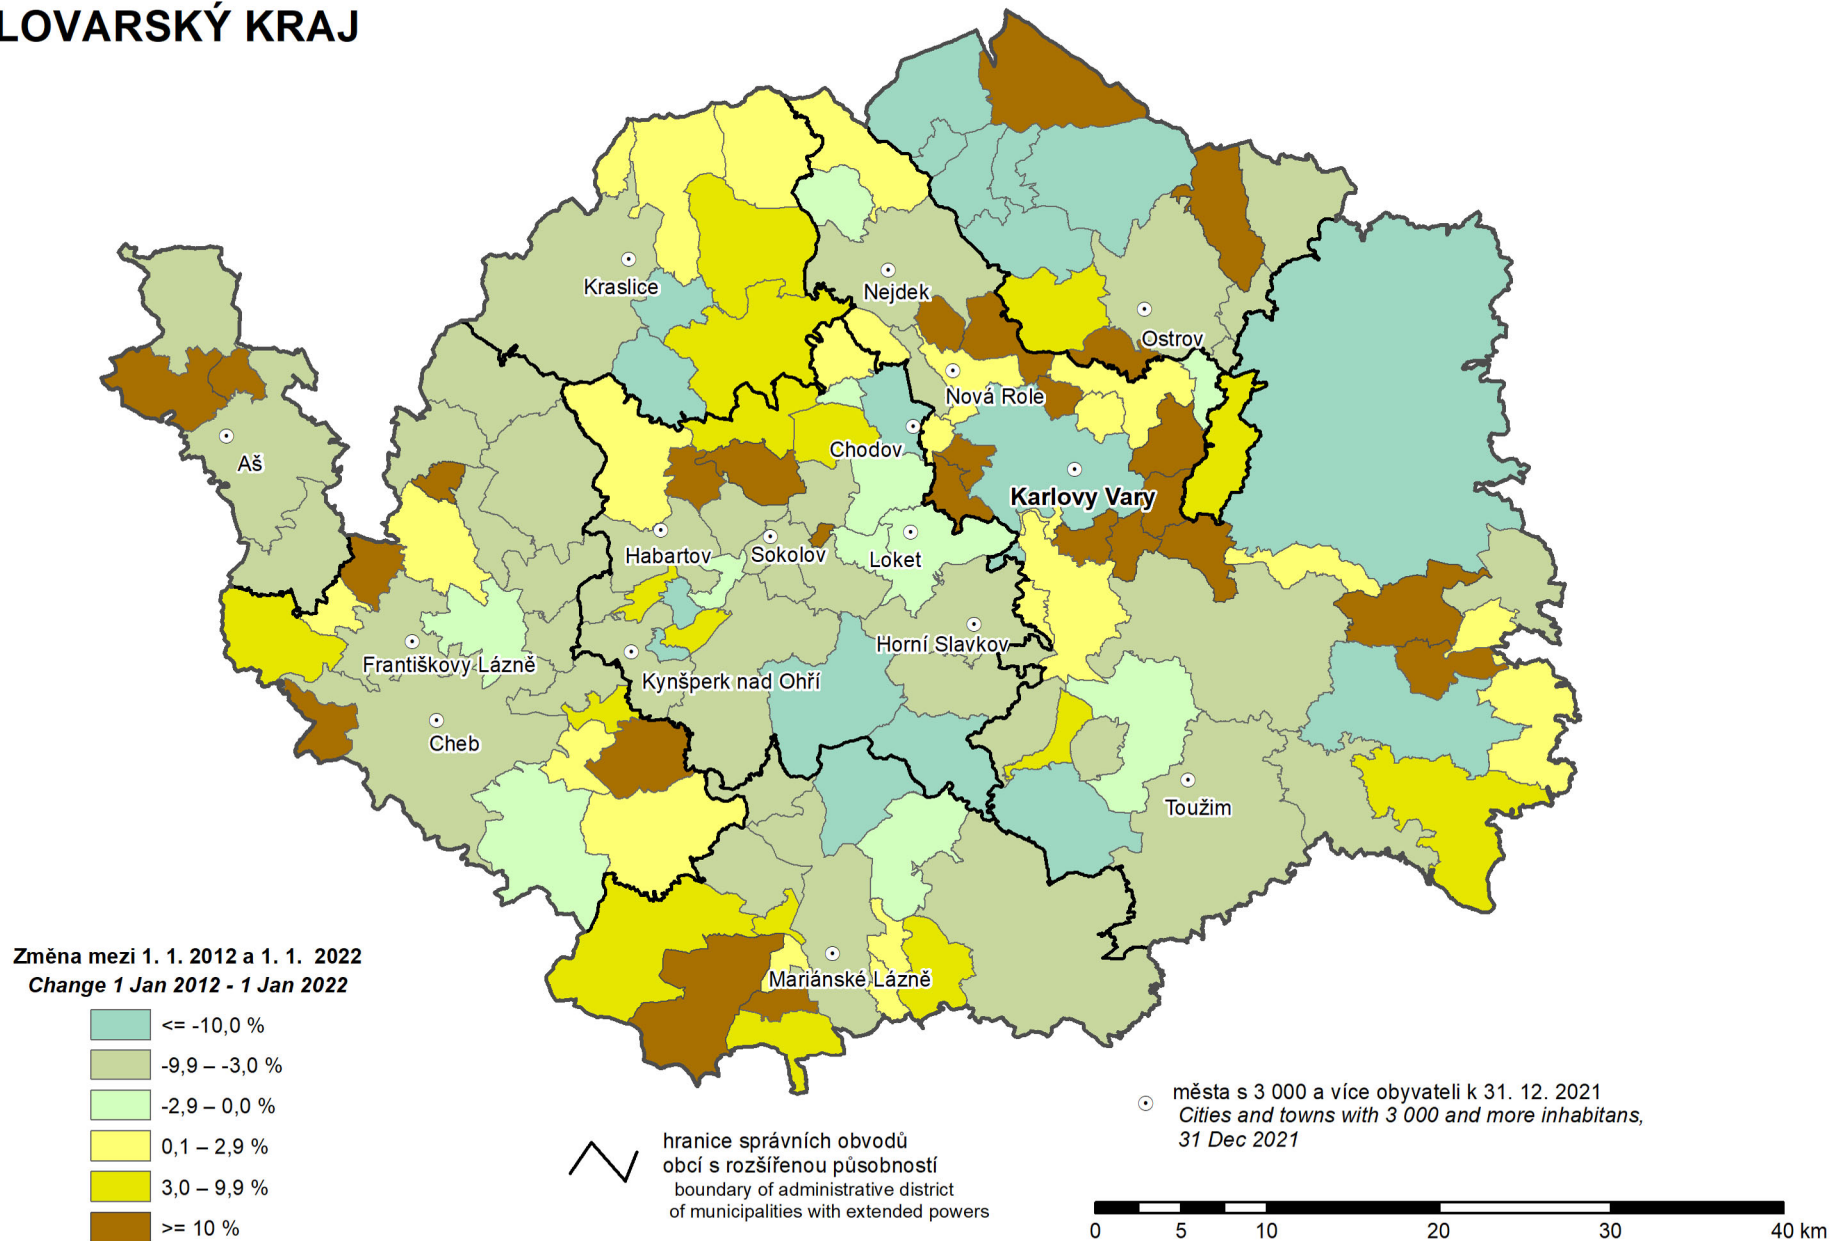 LOVARSKÝ KRAJ
Kraslice
Nejdek
Ostrov
Nová Role
Aš
Chodov
Karlovy Vary
Habartov
Sokolov
Loket
Františkovy Lázně
Horní Slavkov
Kynšperk nad Ohří
Cheb
Toužim
Mariánské Lázně
Změna mezi 1. 1. 2012 a 1. 1. 2022
Change 1 Jan 2012 - 1 Jan 2022
<= -10,0 %
-9,9 – -3,0 %
-2,9 – 0,0 %
0,1 – 2,9 %
3,0 – 9,9 %
>= 10 %
hranice správních obvodů
obcí s rozšířenou působností
boundary of administrative district
of municipalities with extended powers
města s 3 000 a více obyvateli k 31. 12. 2021
Cities and towns with 3 000 and more inhabitans,
31 Dec 2021
0 5 10 20 30 40 km